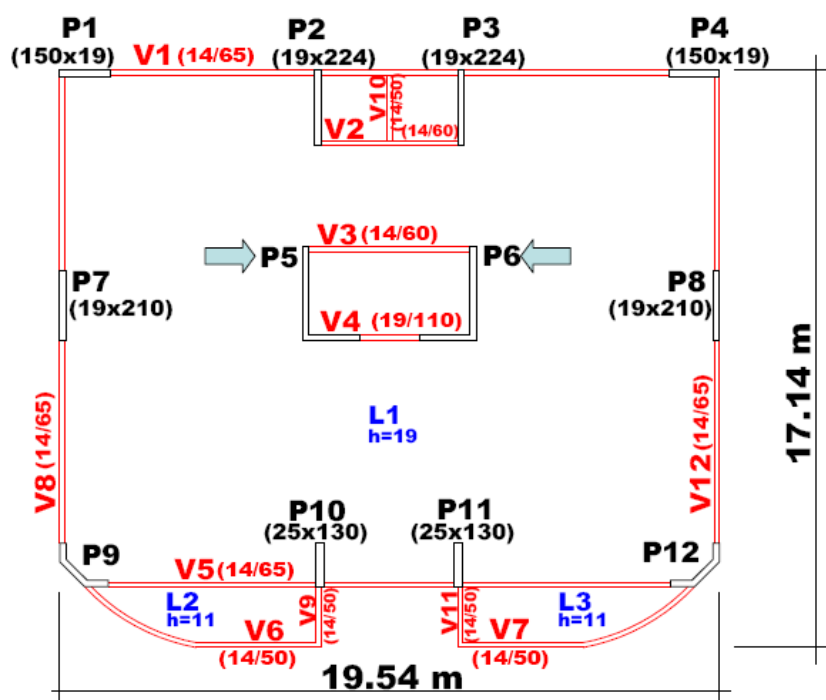 P1
(150x19)
V1 (14/65)
P2
(19x224)
P3
(19x224)
P4
(150x19)
V10
(14/50)
V2 (14/60)
V3 (14/60)
P5
P6
P7
(19x210)
P8
(19x210)
V4 (19/110)
L1
h=19
17.14 m
V8 (14/65)
V12 (14/65)
P10
(25x130)
P11
(25x130)
P9
P12
V5 (14/65)
L2
h=11
V9
(14/50)
V11
(14/50)
L3
h=11
V6
(14/50)
V7
(14/50)
19.54 m